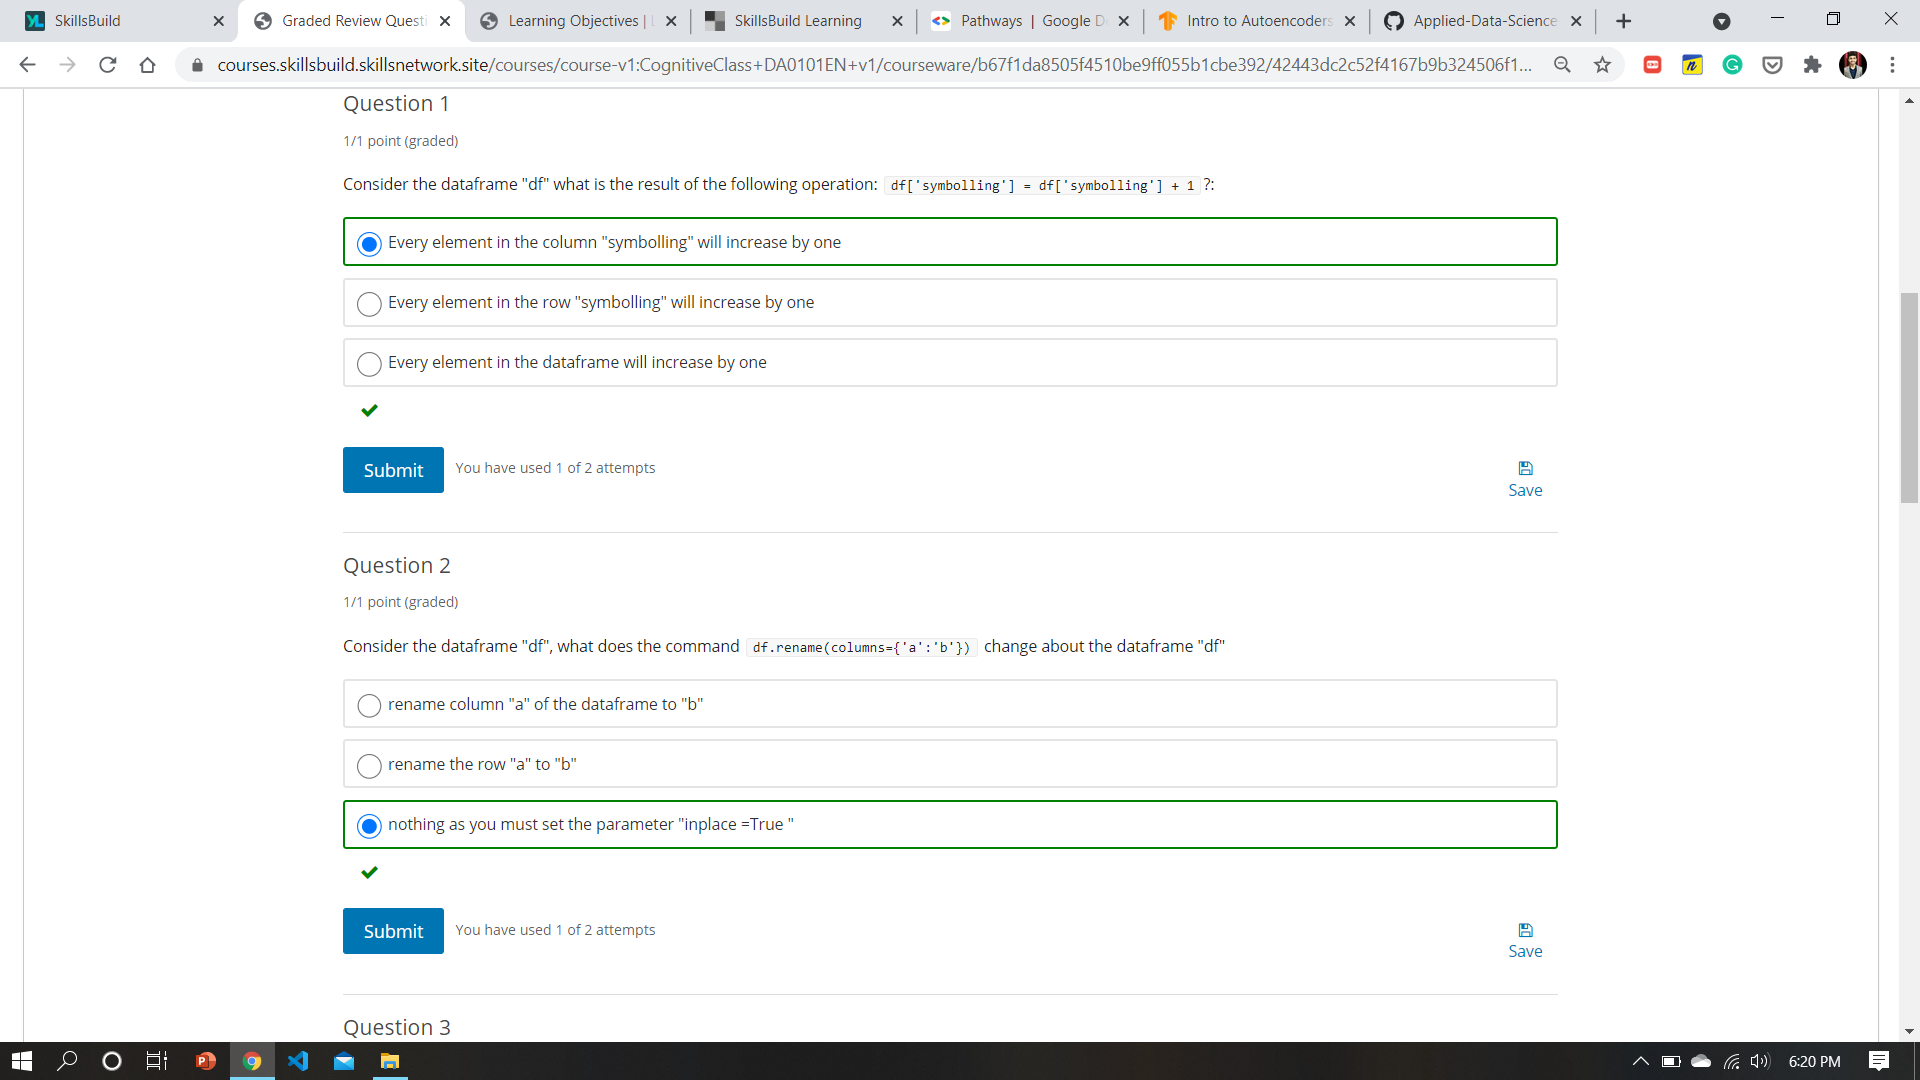 SkillsBuild
Graded Review Questi
Learning Objectives |
SkillsBuild Learning
Pathways | Google D
Intro to Autoencoders
Applied-Data-Science
courses.skillsbuild.skillsnetwork.site/courses/course-v1:CognitiveClass+DA0101EN+v1/courseware/b67f1da8505f4510be9ff055b1cbe392/42443dc2c52f4167b9b324506f1...
Question 1
1/1 point (graded)
Consider the dataframe "df" what is the result of the following operation: df['symbolling'] = df['symbolling'] + 1 ?:
Every element in the column "symbolling" will increase by one
Every element in the row "symbolling" will increase by one
Every element in the dataframe will increase by one
Submit
You have used 1 of 2 attempts
Save
Question 2
1/1 point (graded)
Consider the dataframe "df", what does the command df.rename(columns={'a':'b'}) change about the dataframe "df"
rename column "a" of the dataframe to "b"
rename the row "a" to "b"
nothing as you must set the parameter "inplace =True "
Submit
You have used 1 of 2 attempts
Save
Question 3
6:20 PM